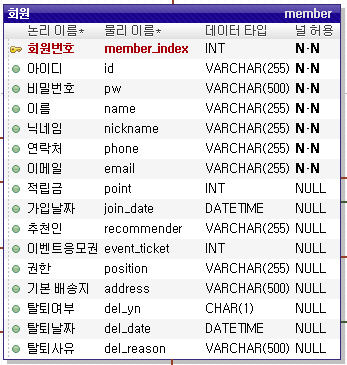 회원 member
논리 이름* 물리 이름* 데이터 타입 널 허용
회원번호 member_index INT N-N
아이디 id VARCHAR(255) N-N
비밀번호 pw VARCHAR(500) N-N
이름 name VARCHAR(255) N-N
닉네임 nickname VARCHAR(255) N-N
연락처 phone VARCHAR(255) N-N
이메일 email VARCHAR(255) N-N
적립금 point INT NULL
가입날짜 join_date DATETIME NULL
추천인 recommender VARCHAR(255) NULL
이벤트응모권 event_ticket INT NULL
권한 position VARCHAR(255) NULL
기본 배송지 address VARCHAR(500) NULL
탈퇴여부 del_yn CHAR(1) NULL
탈퇴날짜 del_date DATETIME NULL
탈퇴사유 del_reason VARCHAR(500) NULL